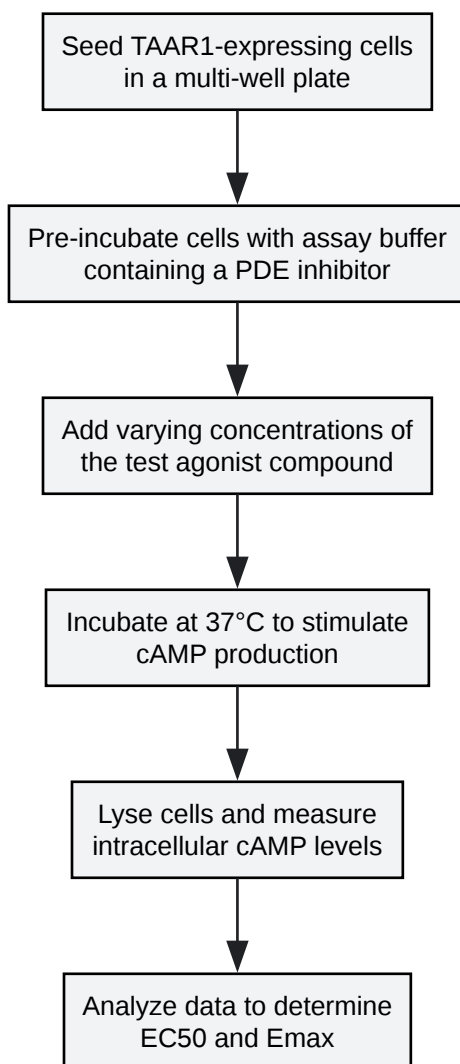 Seed TAAR1-expressing cells
in a multi-well plate
Pre-incubate cells with assay buffer
containing a PDE inhibitor
Add varying concentrations of
the test agonist compound
Incubate at 37°C to stimulate
cAMP production
Lyse cells and measure
intracellular cAMP levels
Analyze data to determine
EC50 and Emax